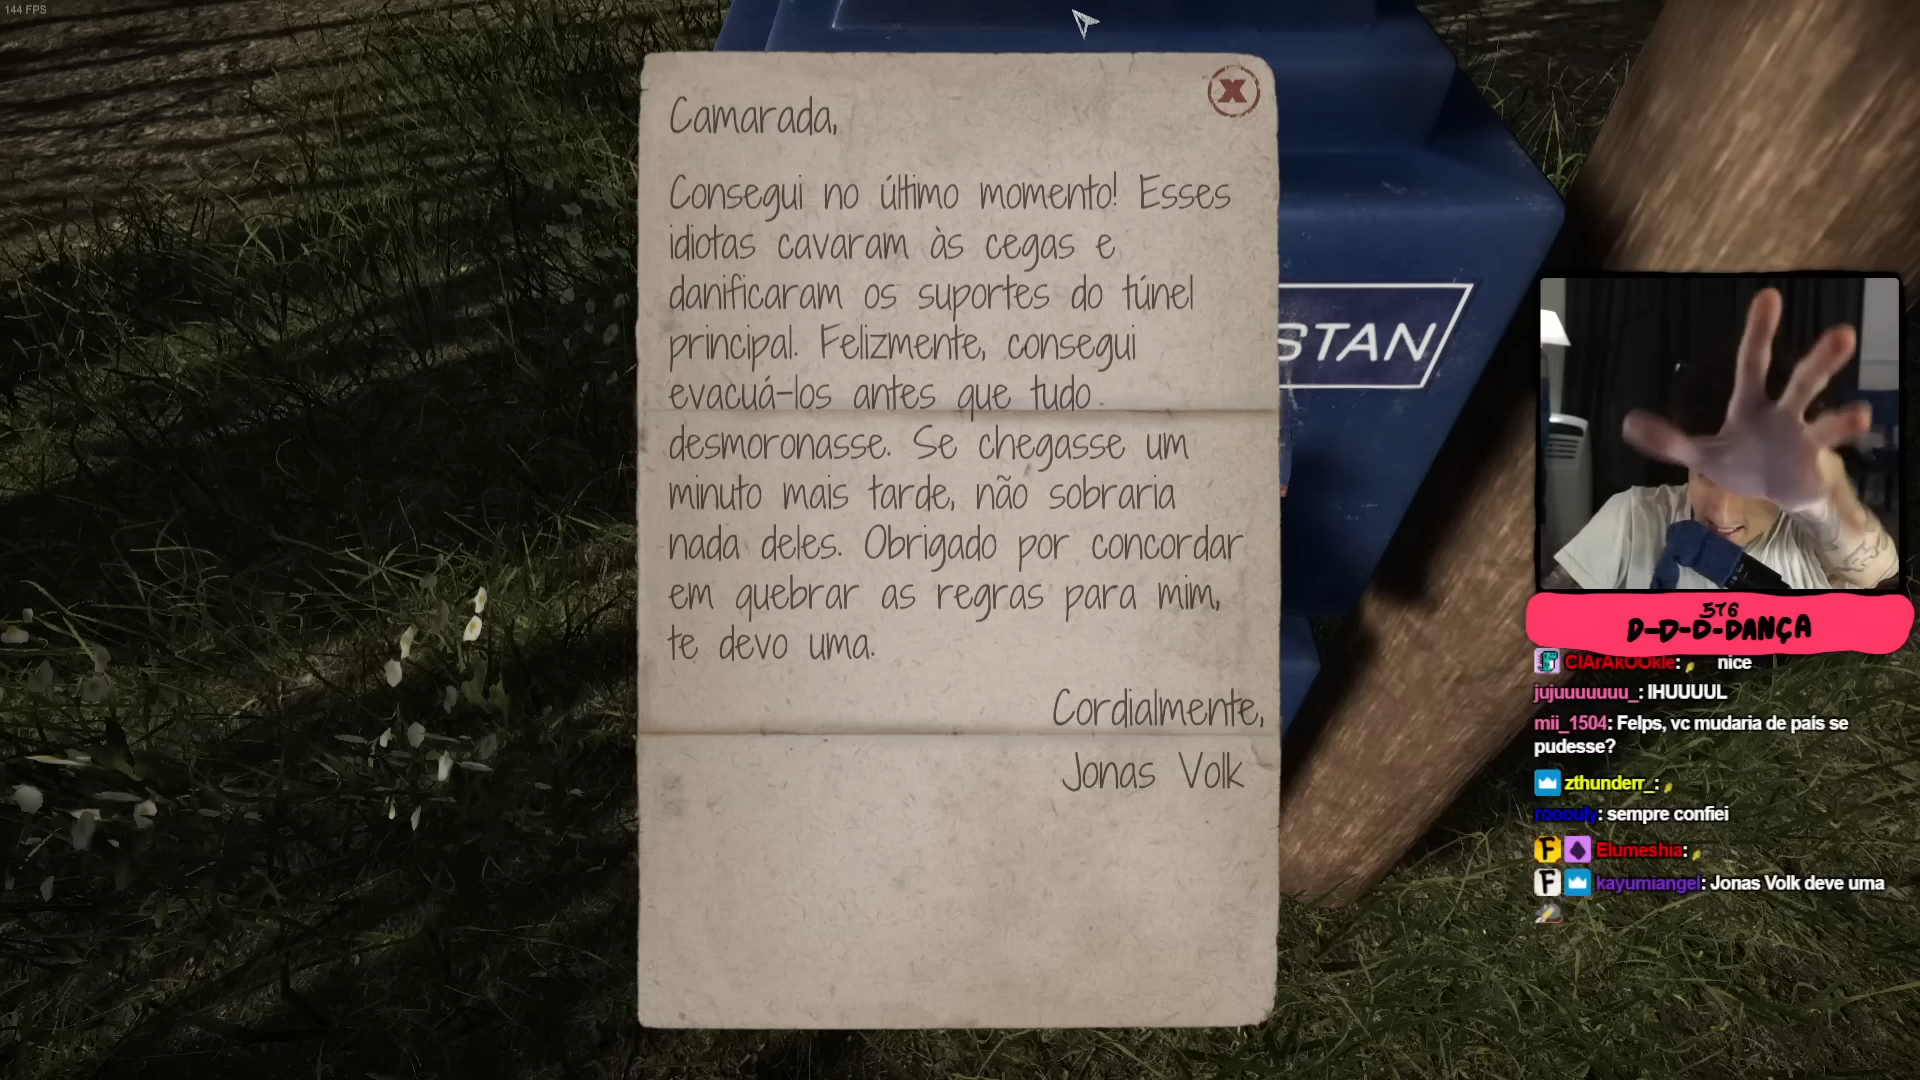 144 FPS
Camarada,
Consegui no último momento! Esses
idiotas cavaram às cegas e
danificaram os suportes do túnel
principal. Felizmente, consegui
evacuá-los antes que tudo
desmoronasse. Se chegasse um
minuto mais tarde, não sobraria
nada deles. Obrigado por concordar
em quebrar as regras para mim,
te devo uma.
Cordialmente,
Jonas Volk
X
STAN
576
D-D-D-DANÇA
ClArAkOOkie: nice
jujuuuuuuu_: IHUUUUL
mii_1504: Felps, vc mudaria de país se
pudesse?
zthunderr_:
rooouly: sempre confiei
F Elumeshia:
F kayumiangel: Jonas Volk deve uma